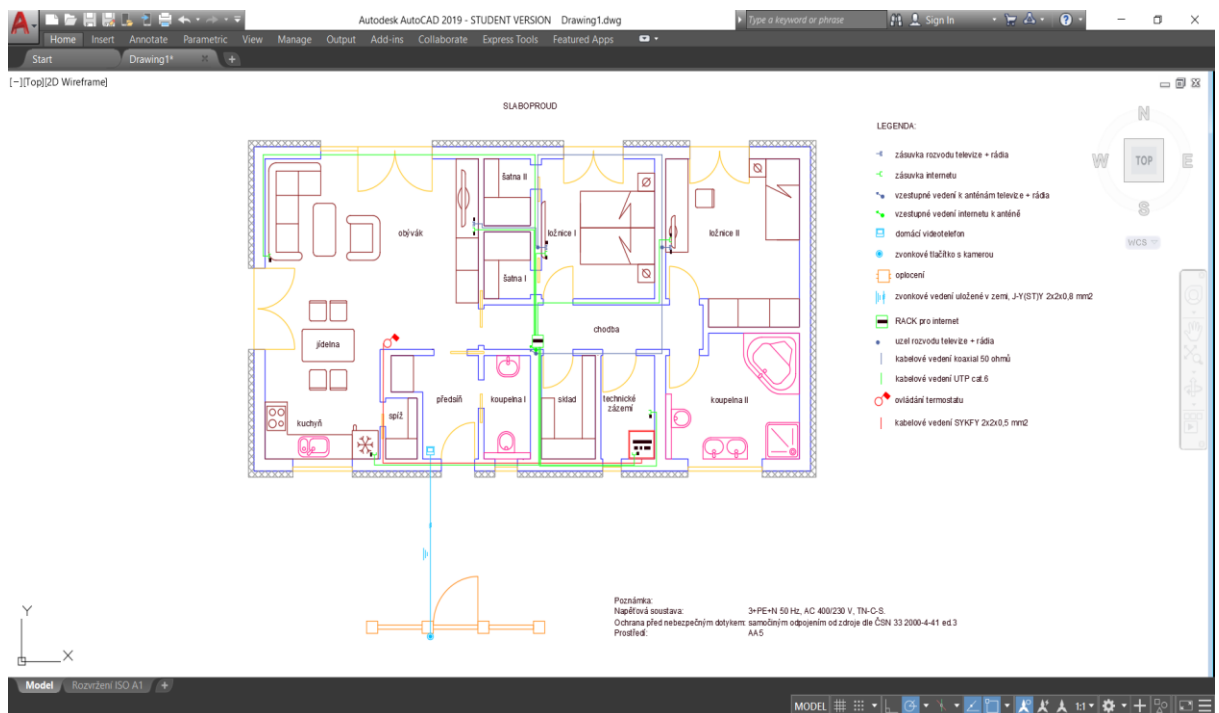 Autodesk AutoCAD 2019 - STUDENT VERSION Drawing1.dwg
Type a keyword or phrase
Sign In
Home Insert Annotate Parametric View Manage Output Add-ins Collaborate Express Tools Featured Apps
Start Drawing1* +
[−][Top][2D Wireframe]
SLABOPROUD
LEGENDA:
zásuvka rozvodu televize + rádia
zásuvka internetu
vzestupné vedení k anténám televize + rádia
vzestupné vedení internetu k anténě
domácí videotelefon
zvonkové tlačítko s kamerou
oplocení
zvonkové vedení uložené v zemi, J-Y(ST)Y 2x2x0,8 mm2
RACK pro internet
uzel rozvodu televize + rádia
kabelové vedení koaxial 50 ohmů
kabelové vedení UTP cat.6
ovládání termostatu
kabelové vedení SYKFY 2x2x0,5 mm2
N
W TOP E
S
WCS
šatna II
obývák
ložnice I
ložnice II
šatna I
chodba
jídelna
kuchyň
spíž
předsíň
koupelna I
sklad
technické
zázemí
koupelna II
Poznámka:
Napěťová soustava: 3+PE+N 50 Hz, AC 400/230 V, TN-C-S.
Ochrana před nebezpečným dotykem: samočiným odpojením od zdroje dle ČSN 33 2000-4-41 ed.3
Prostředí: AA5
Y
X
Model Rozvržení ISO A1 +
MODEL 1:1